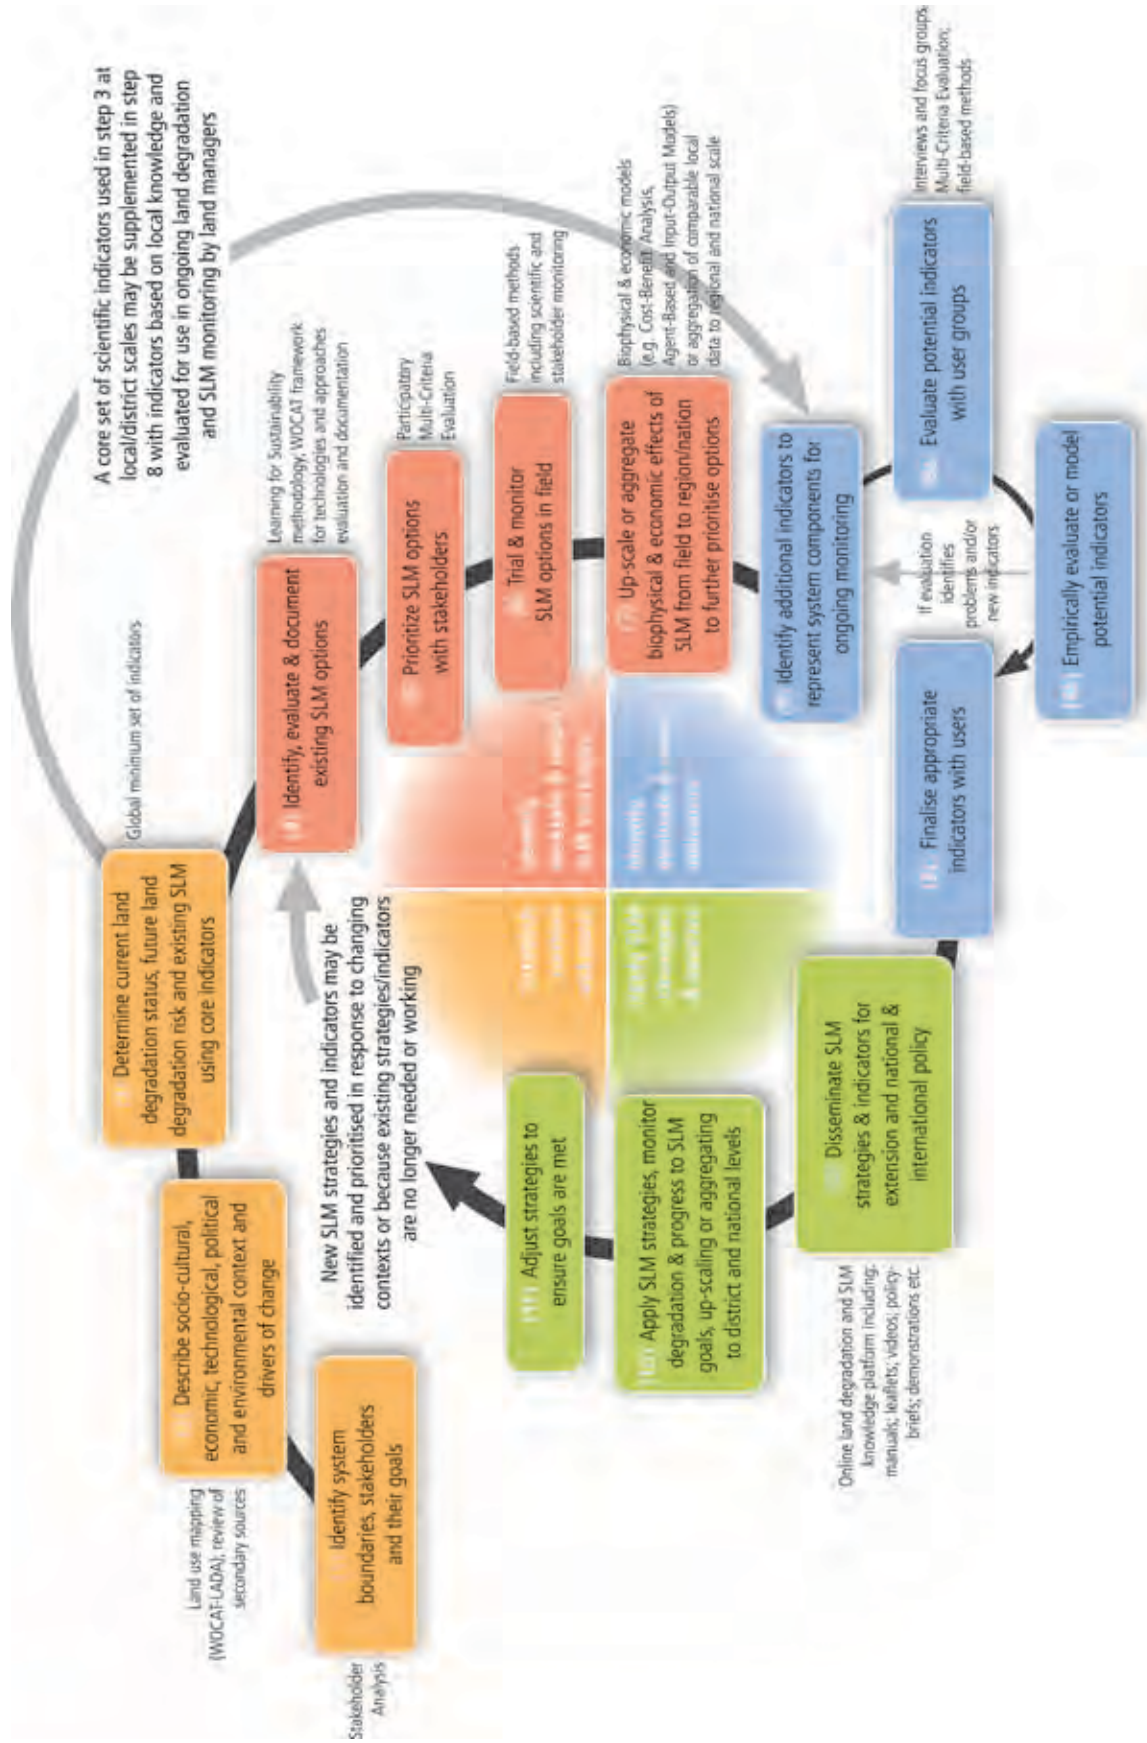 Stakeholder
Analysis
Identify system
boundaries, stakeholders
and their goals
Land use mapping
(WOCAT-LADA); review of
secondary sources
Describe socio-cultural,
economic, technological, political
and environmental context and
drivers of change
Determine current land
degradation status, future land
degradation risk and existing SLM
using core indicators
Global minimum set of indicators
A core set of scientific indicators used in step 3 at
local/district scales may be supplemented in step
8 with indicators based on local knowledge and
evaluated for use in ongoing land degradation
and SLM monitoring by land managers
(4) Identify, evaluate & document
existing SLM options
Learning for Sustainability
methodology; WOCAT framework
for technologies and approaches
evaluation and documentation
Prioritize SLM options
with stakeholders
Participatory
Multi-Criteria
Evaluation
Trial & monitor
SLM options in field
Field-based methods
including scientific and
stakeholder monitoring
Up-scale or aggregate
biophysical & economic effects of
SLM from field to region/nation
to further prioritise options
Biophysical & economic models
(e.g. Cost-Benefit Analysis,
Agent-Based and Input-Output Models)
or aggregation of comparable local
data to regional and national scale
Identify additional indicators to
represent system components for
ongoing monitoring
Evaluate potential indicators
with user groups
Interviews and focus groups;
Multi-Criteria Evaluation;
field-based methods
Empirically evaluate or model
potential indicators
If evaluation
identifies
problems and/or
new indicators
Finalise appropriate
indicators with users
Disseminate SLM
strategies & indicators for
extension and national &
international policy
Online land degradation and SLM
knowledge platform including;
manuals; leaflets; videos; policy-
briefs; demonstrations etc.
(10) Apply SLM strategies, monitor
degradation & progress to SLM
goals, up-scaling or aggregating
to district and national levels
(11) Adjust strategies to
ensure goals are met
New SLM strategies and indicators may be
identified and prioritised in response to changing
contexts or because existing strategies/indicators
are no longer needed or working